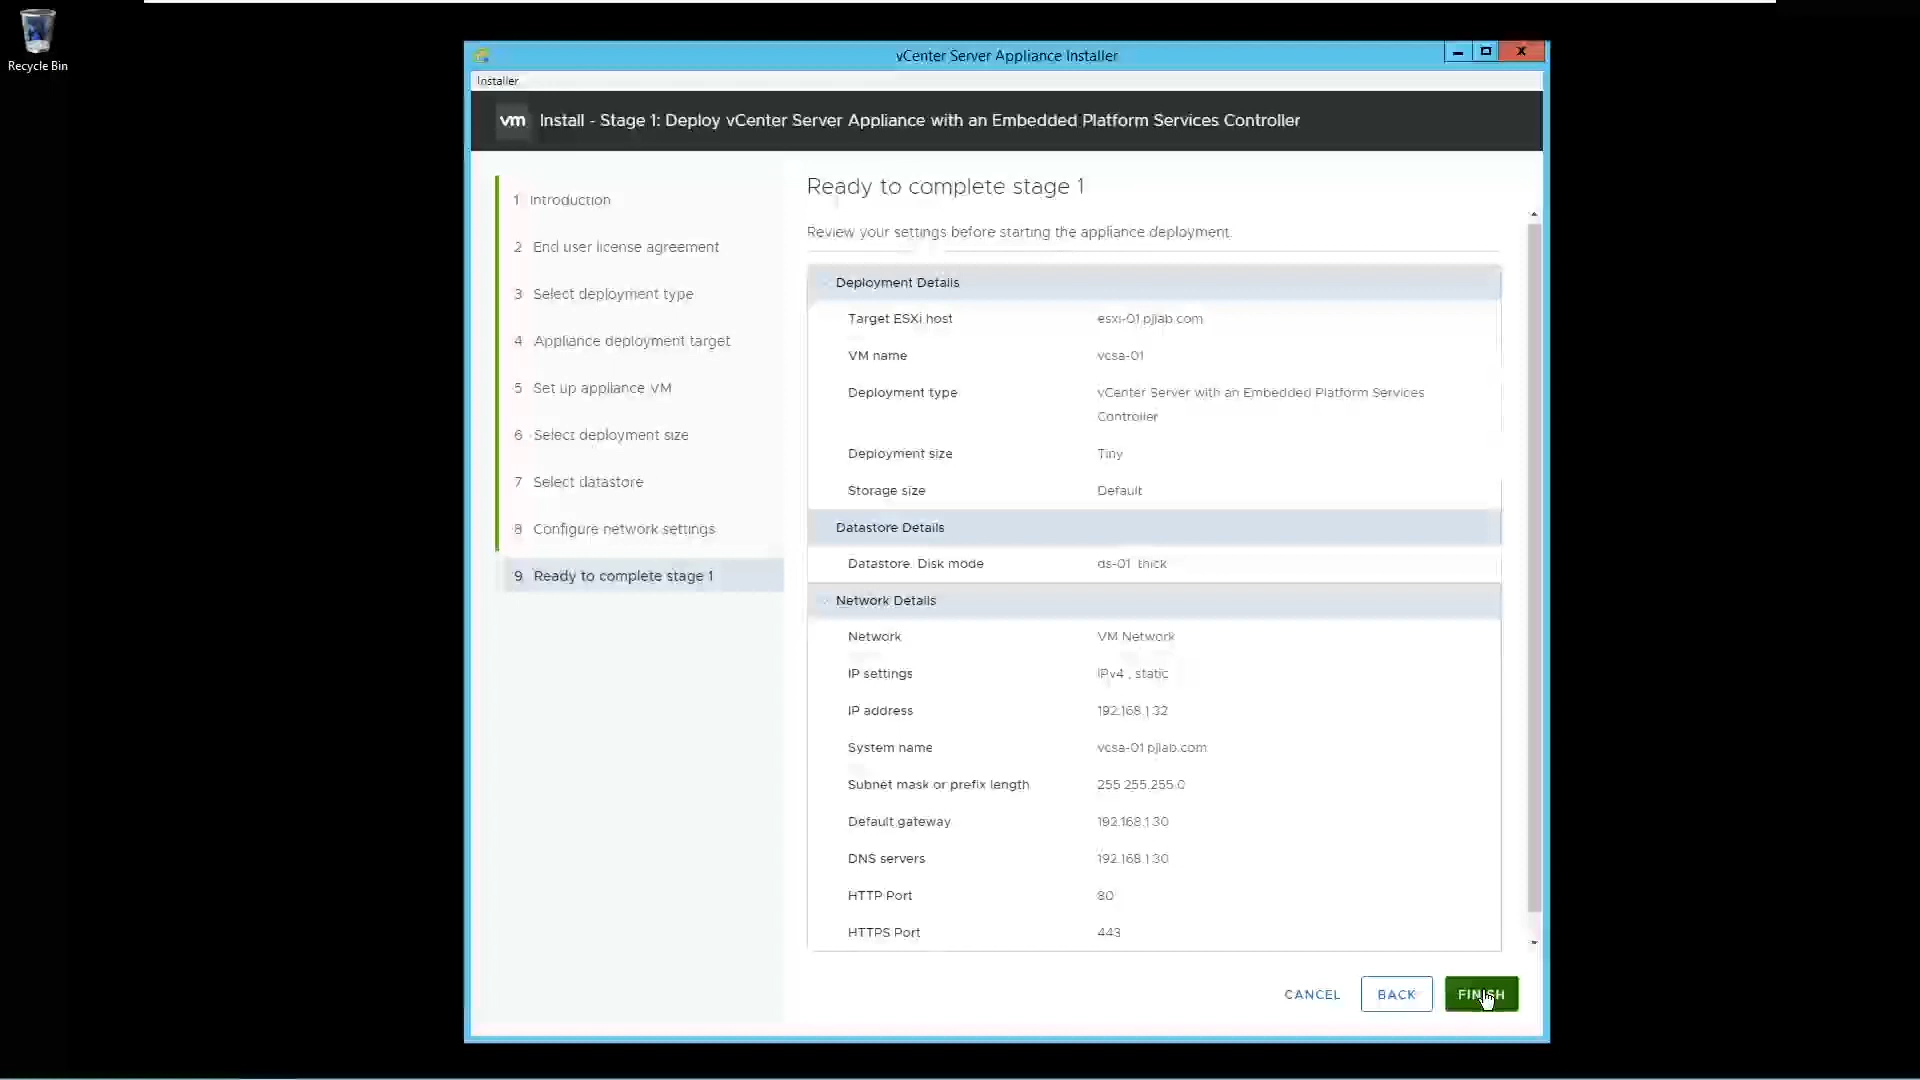 Recycle Bin
vCenter Server Appliance Installer
Installer
vm Install - Stage 1: Deploy vCenter Server Appliance with an Embedded Platform Services Controller
1 Introduction
2 End user license agreement
3 Select deployment type
4 Appliance deployment target
5 Set up appliance VM
6 Select deployment size
7 Select datastore
8 Configure network settings
9 Ready to complete stage 1
Ready to complete stage 1
Review your settings before starting the appliance deployment.
Deployment Details
Target ESXi host esxi-01.pjlab.com
VM name vcsa-01
Deployment type vCenter Server with an Embedded Platform Services
Controller
Deployment size Tiny
Storage size Default
Datastore Details
Datastore, Disk mode ds-01, thick
Network Details
Network VM Network
IP settings IPv4 , static
IP address 192.168.1.32
System name vcsa-01.pjlab.com
Subnet mask or prefix length 255.255.255.0
Default gateway 192.168.1.30
DNS servers 192.168.1.30
HTTP Port 80
HTTPS Port 443
CANCEL BACK FINISH